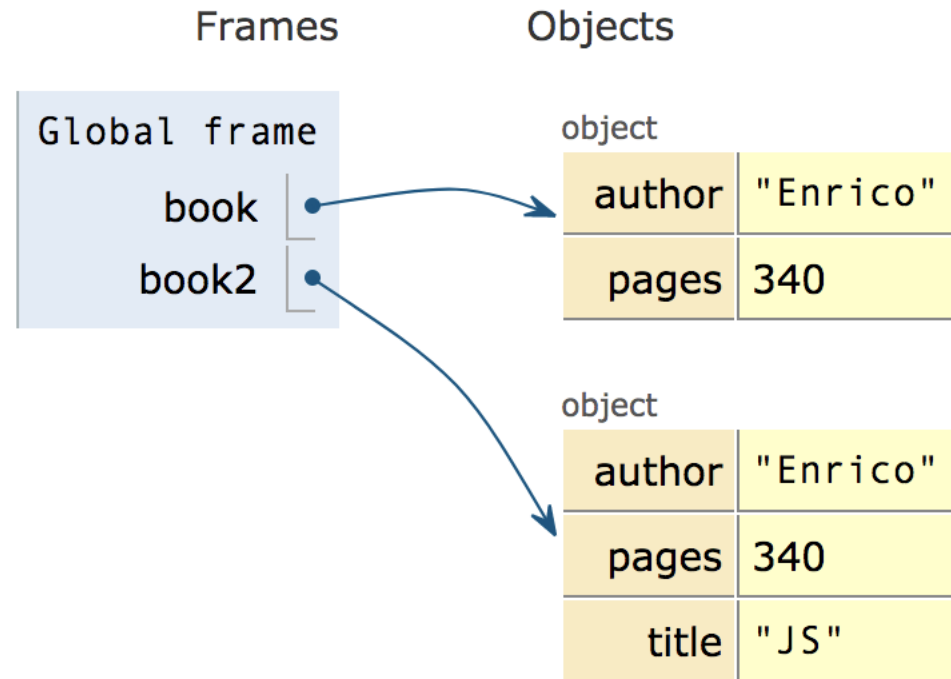 Frames Objects
Global frame
book
book2
object
author "Enrico"
pages 340
object
author "Enrico"
pages 340
title "JS"